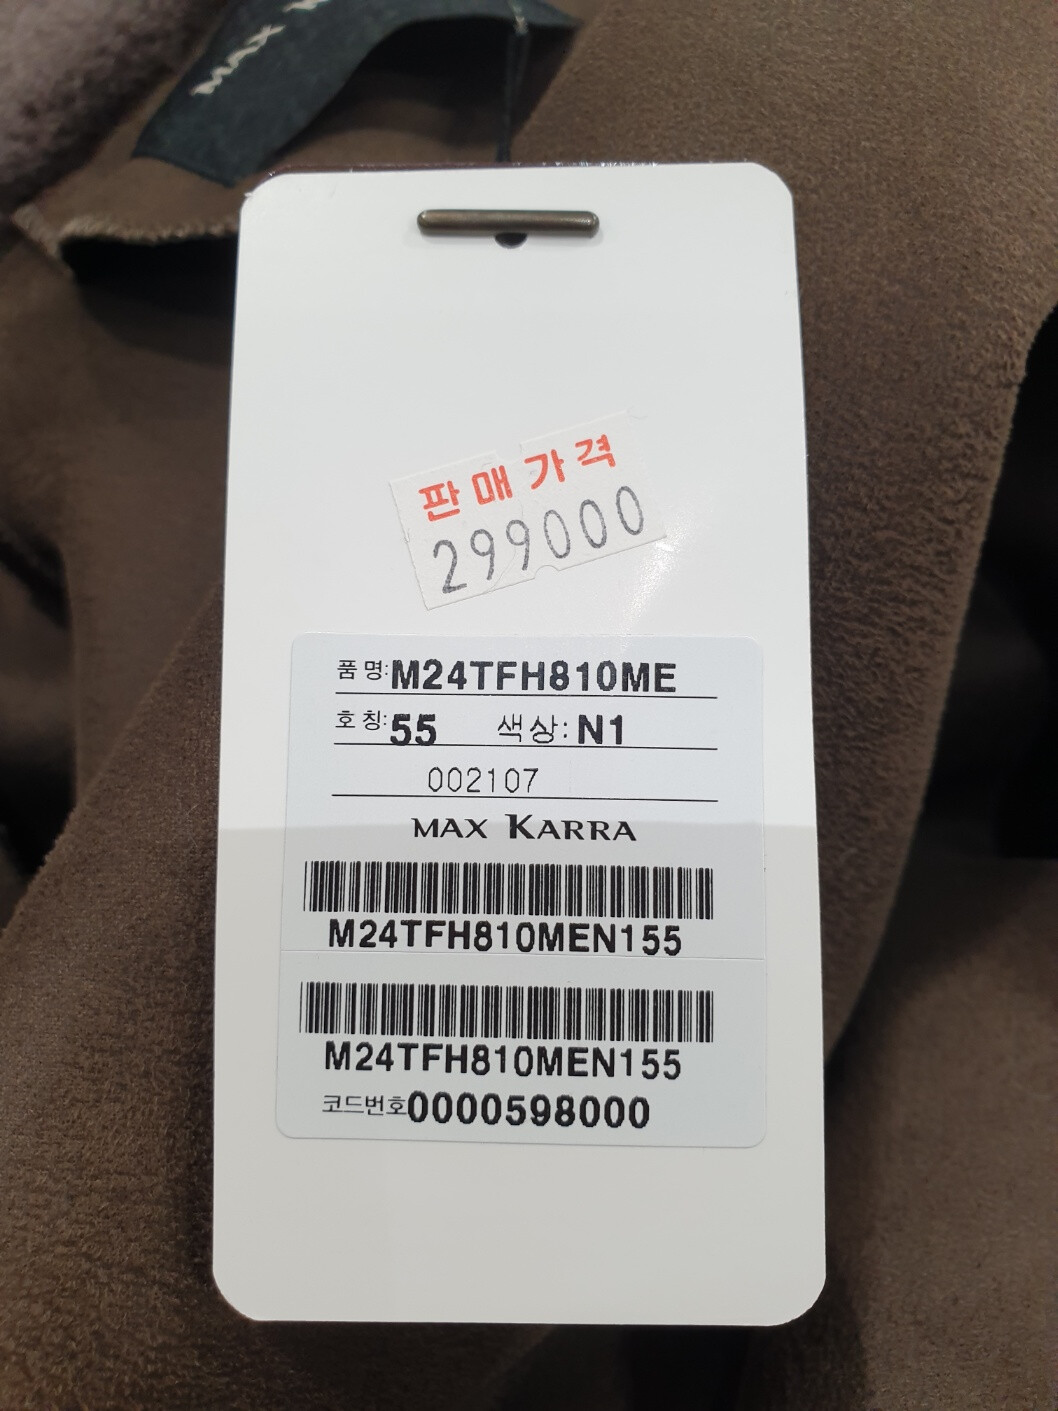 MAX
판매가격
299000
품 명:M24TFH810ME
호 칭:55 색상:N1
002107
MAX KARRA
M24TFH810MEN155
M24TFH810MEN155
코드번호0000598000